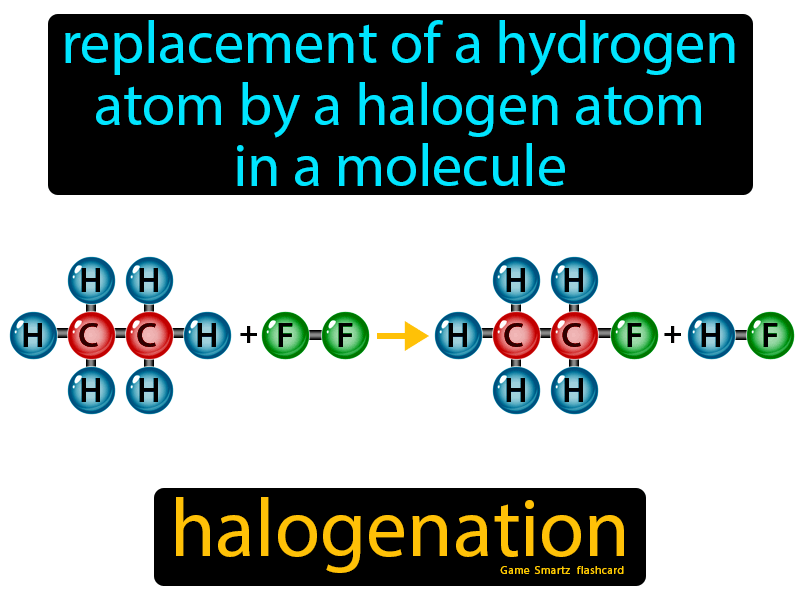 replacement of a hydrogen
atom by a halogen atom
in a molecule
H H H H
H C C H + F F H C C F + H F
H H H H
halogenation
Game Smartz flashcard